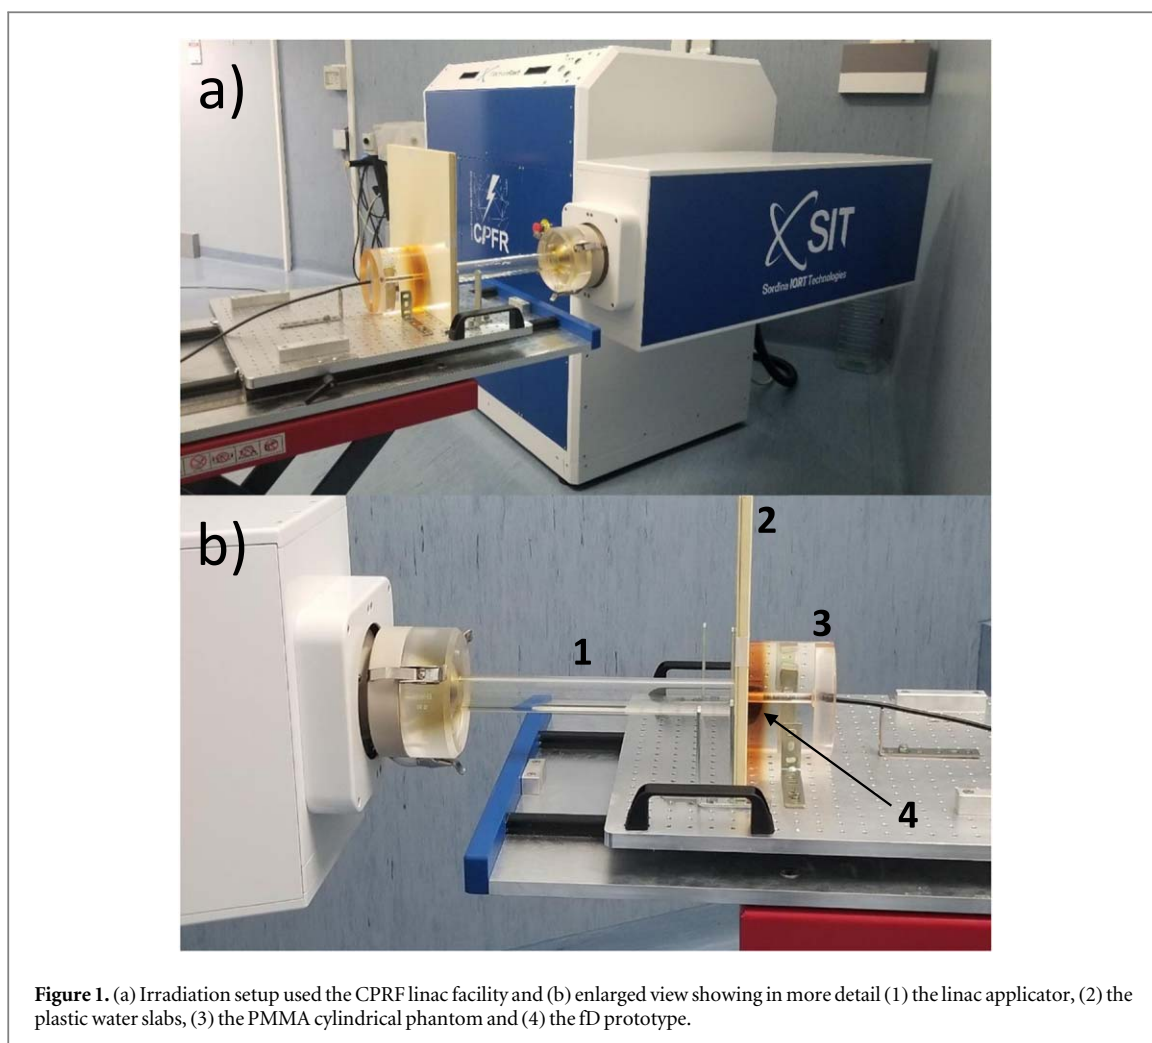 a)
CPFR
SIT
Sordina IORT Technologies
b)
2
3
1
4
Figure 1. (a) Irradiation setup used the CPRF linac facility and (b) enlarged view showing in more detail (1) the linac applicator, (2) the
plastic water slabs, (3) the PMMA cylindrical phantom and (4) the fD prototype.